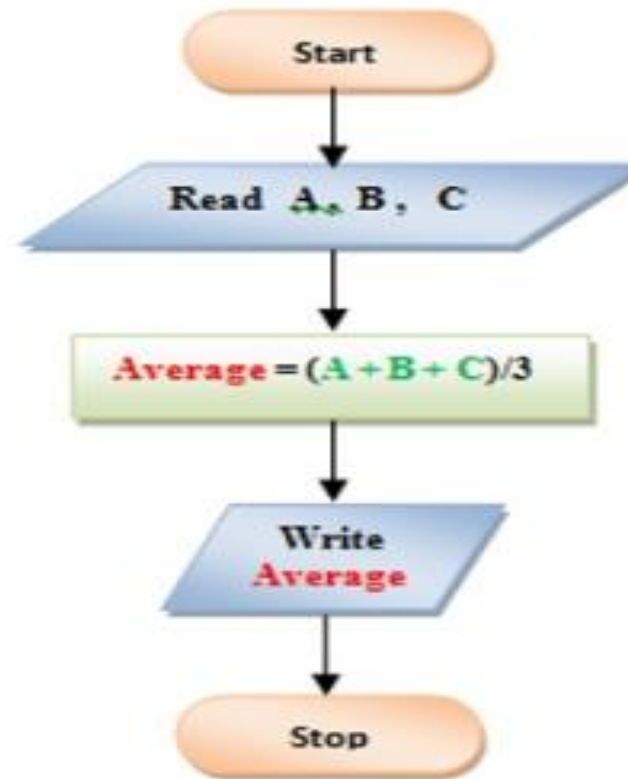 Start
Read A, B, C
Average = (A + B + C)/3
Write
Average
Stop